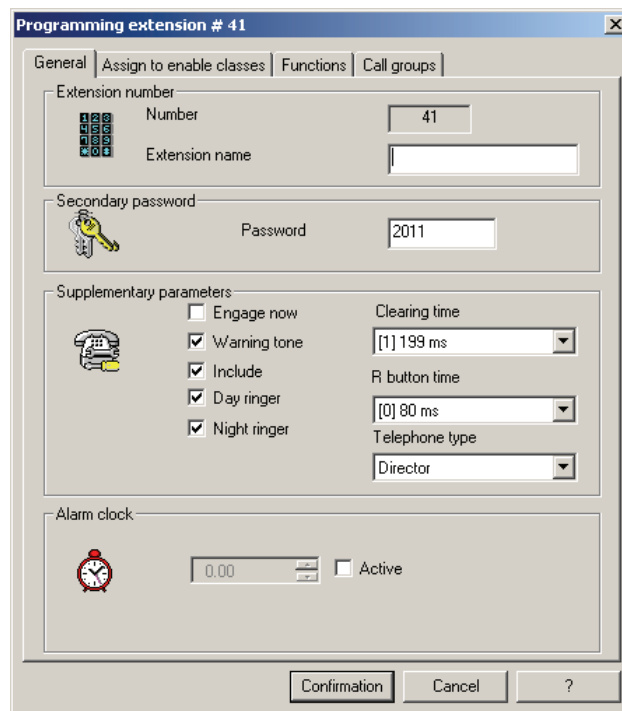 Programming extension # 41
General Assign to enable classes Functions Call groups
Extension number
Number 41
Extension name
Secondary password
Password 2011
Supplementary parameters
Engage now
Warning tone
Include
Day ringer
Night ringer
Clearing time
[1] 199 ms
R button time
[0] 80 ms
Telephone type
Director
Alarm clock
0.00 Active
Confirmation Cancel ?